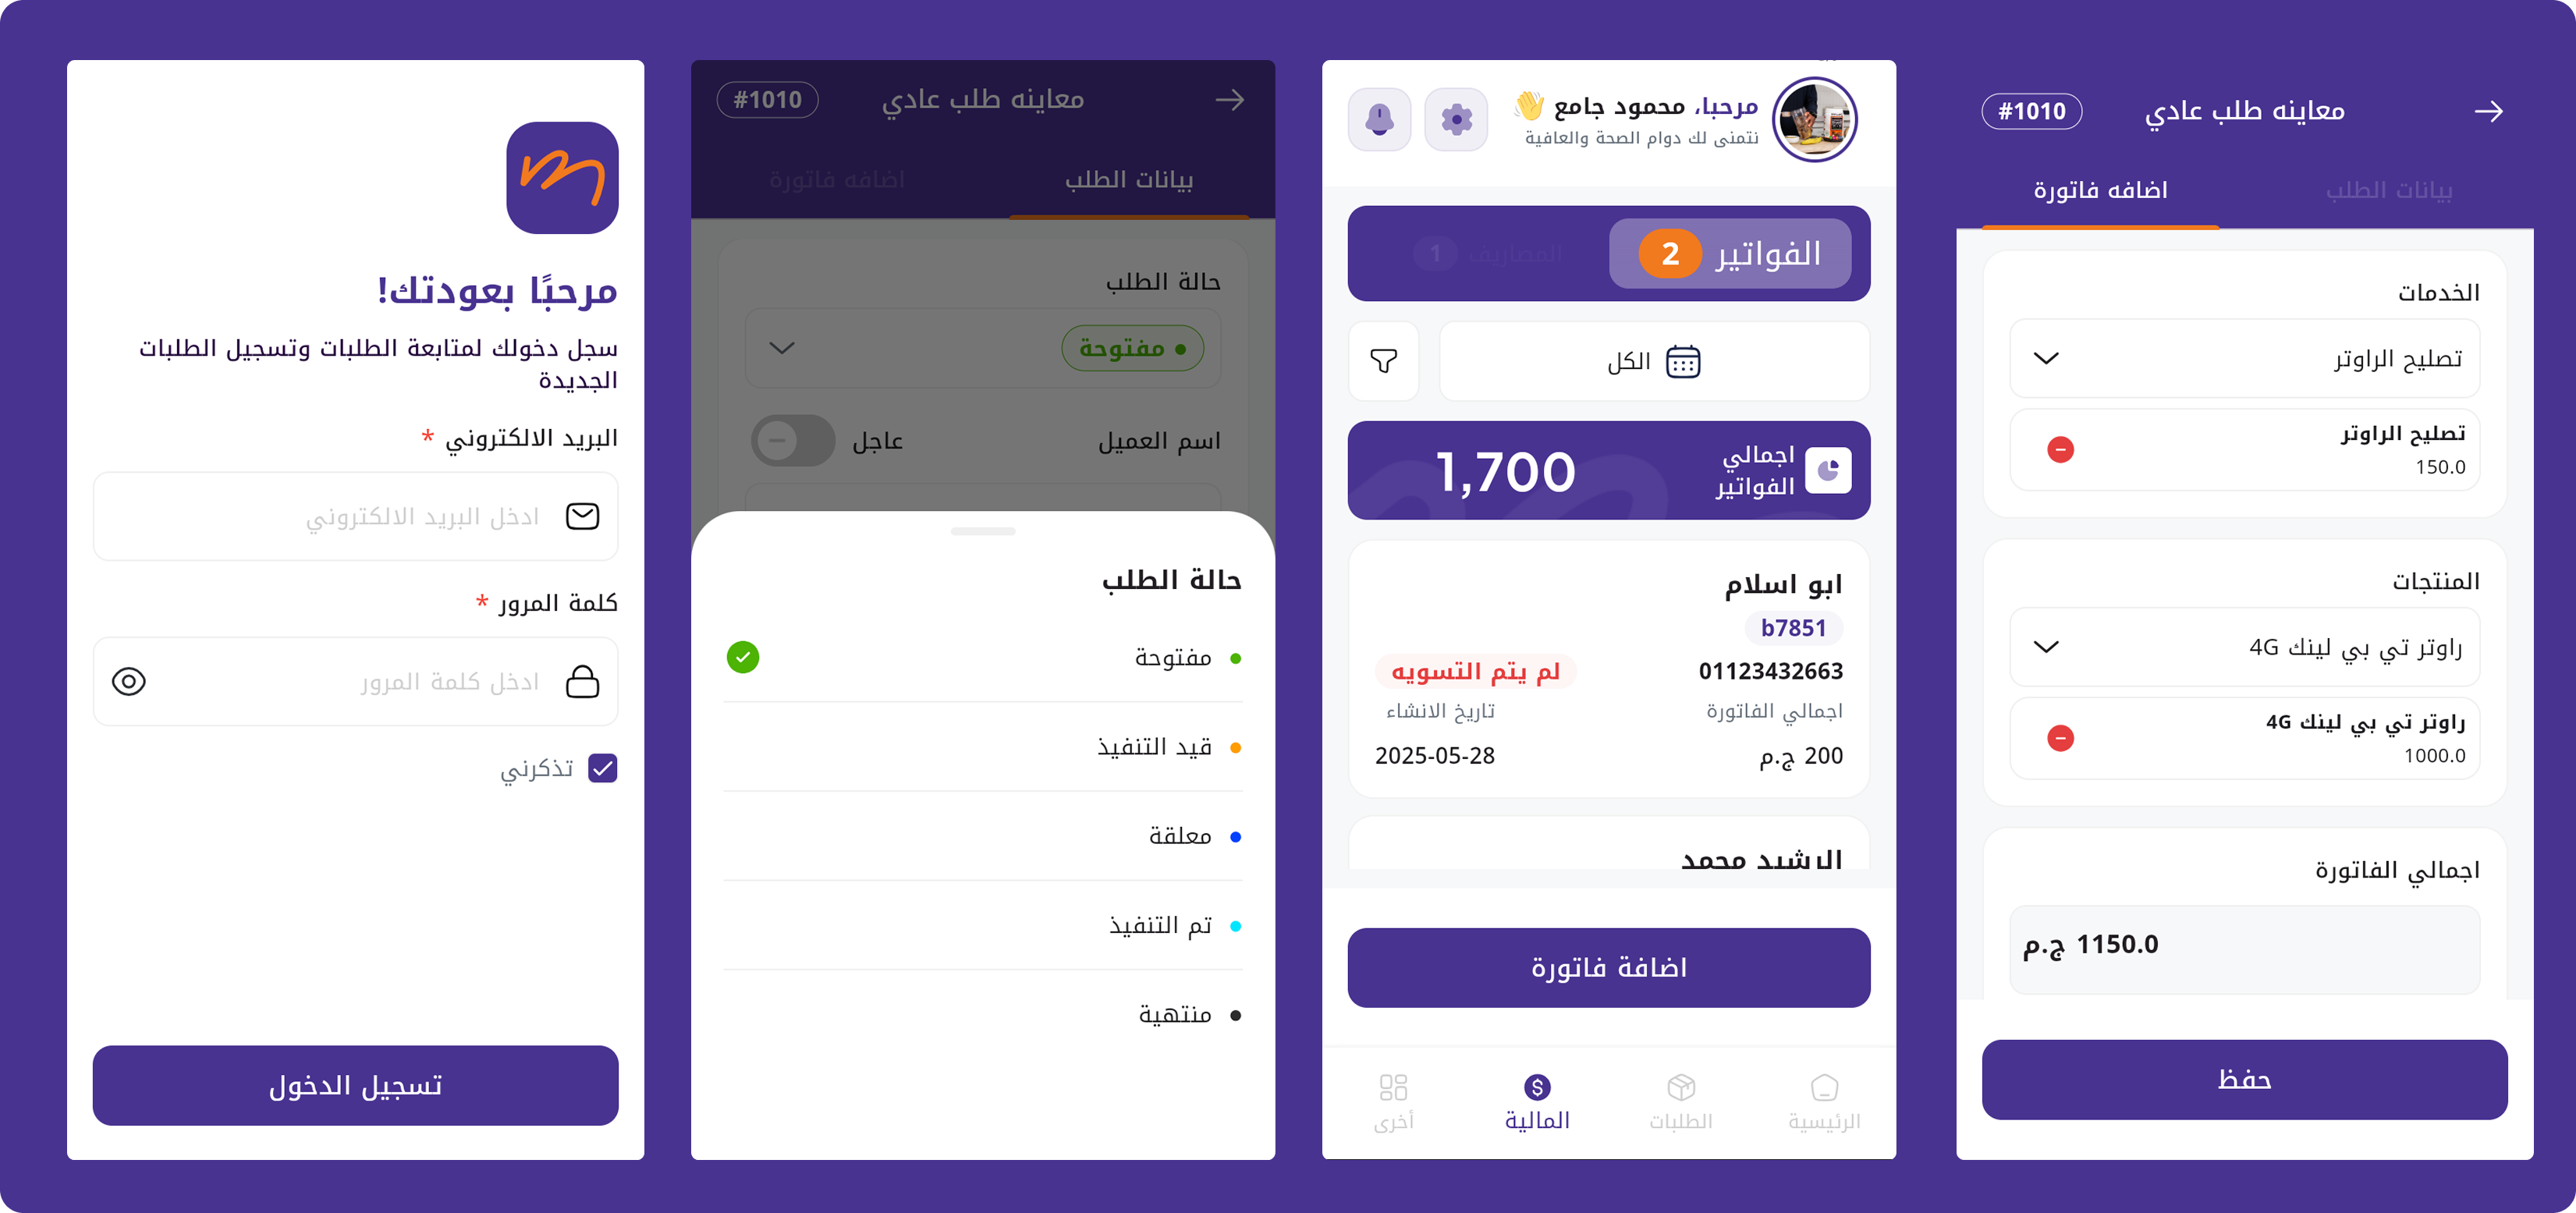 مرحبًا بعودتك!
سجل دخولك لمتابعة الطلبات وتسجيل الطلبات
الجديدة
البريد الالكتروني *
ادخل البريد الالكتروني
كلمة المرور *
ادخل كلمة المرور
تذكرني
تسجيل الدخول
معاينه طلب عادي
#1010
بيانات الطلب
اضافه فاتورة
حالة الطلب
مفتوحة
اسم العميل
عاجل
حالة الطلب
مفتوحة
قيد التنفيذ
معلقة
تم التنفيذ
منتهية
مرحبا، محمود جامع 👋
نتمنى لك دوام الصحة والعافية
الفواتير 2
المصاريف 1
الكل
اجمالي
الفواتير
1,700
ابو اسلام
b7851
01123432663
لم يتم التسويه
اجمالي الفاتورة
تاريخ الانشاء
200 ج.م
2025-05-28
الرشيد محمد
اضافة فاتورة
الرئيسية
الطلبات
المالية
أخرى
معاينه طلب عادي
#1010
بيانات الطلب
اضافه فاتورة
الخدمات
تصليح الراوتر
تصليح الراوتر
150.0
المنتجات
راوتر تي بي لينك 4G
راوتر تي بي لينك 4G
1000.0
اجمالي الفاتورة
1150.0 ج.م
حفظ